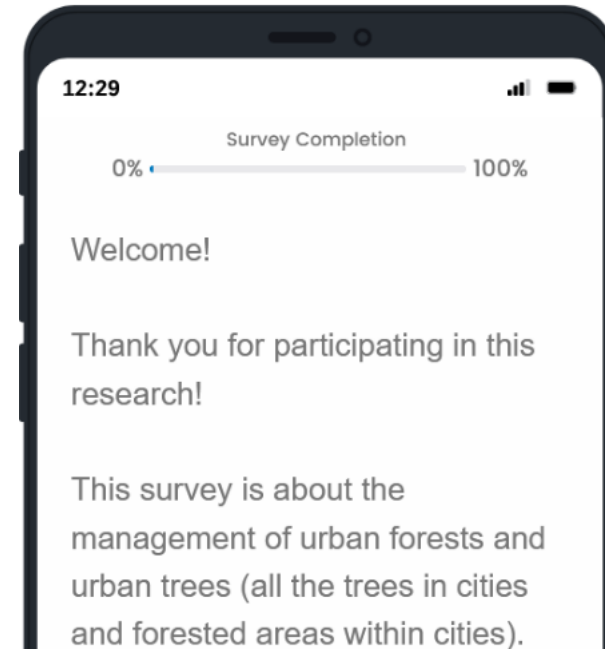 12:29
Survey Completion
0% 100%
Welcome!
Thank you for participating in this
research!
This survey is about the
management of urban forests and
urban trees (all the trees in cities
and forested areas within cities).